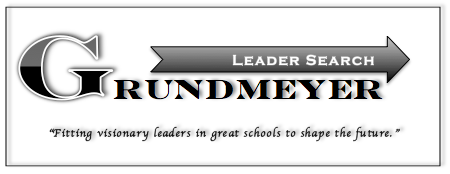 LEADER SEARCH
GRUNDMEYER
"Fitting visionary leaders in great schools to shape the future."